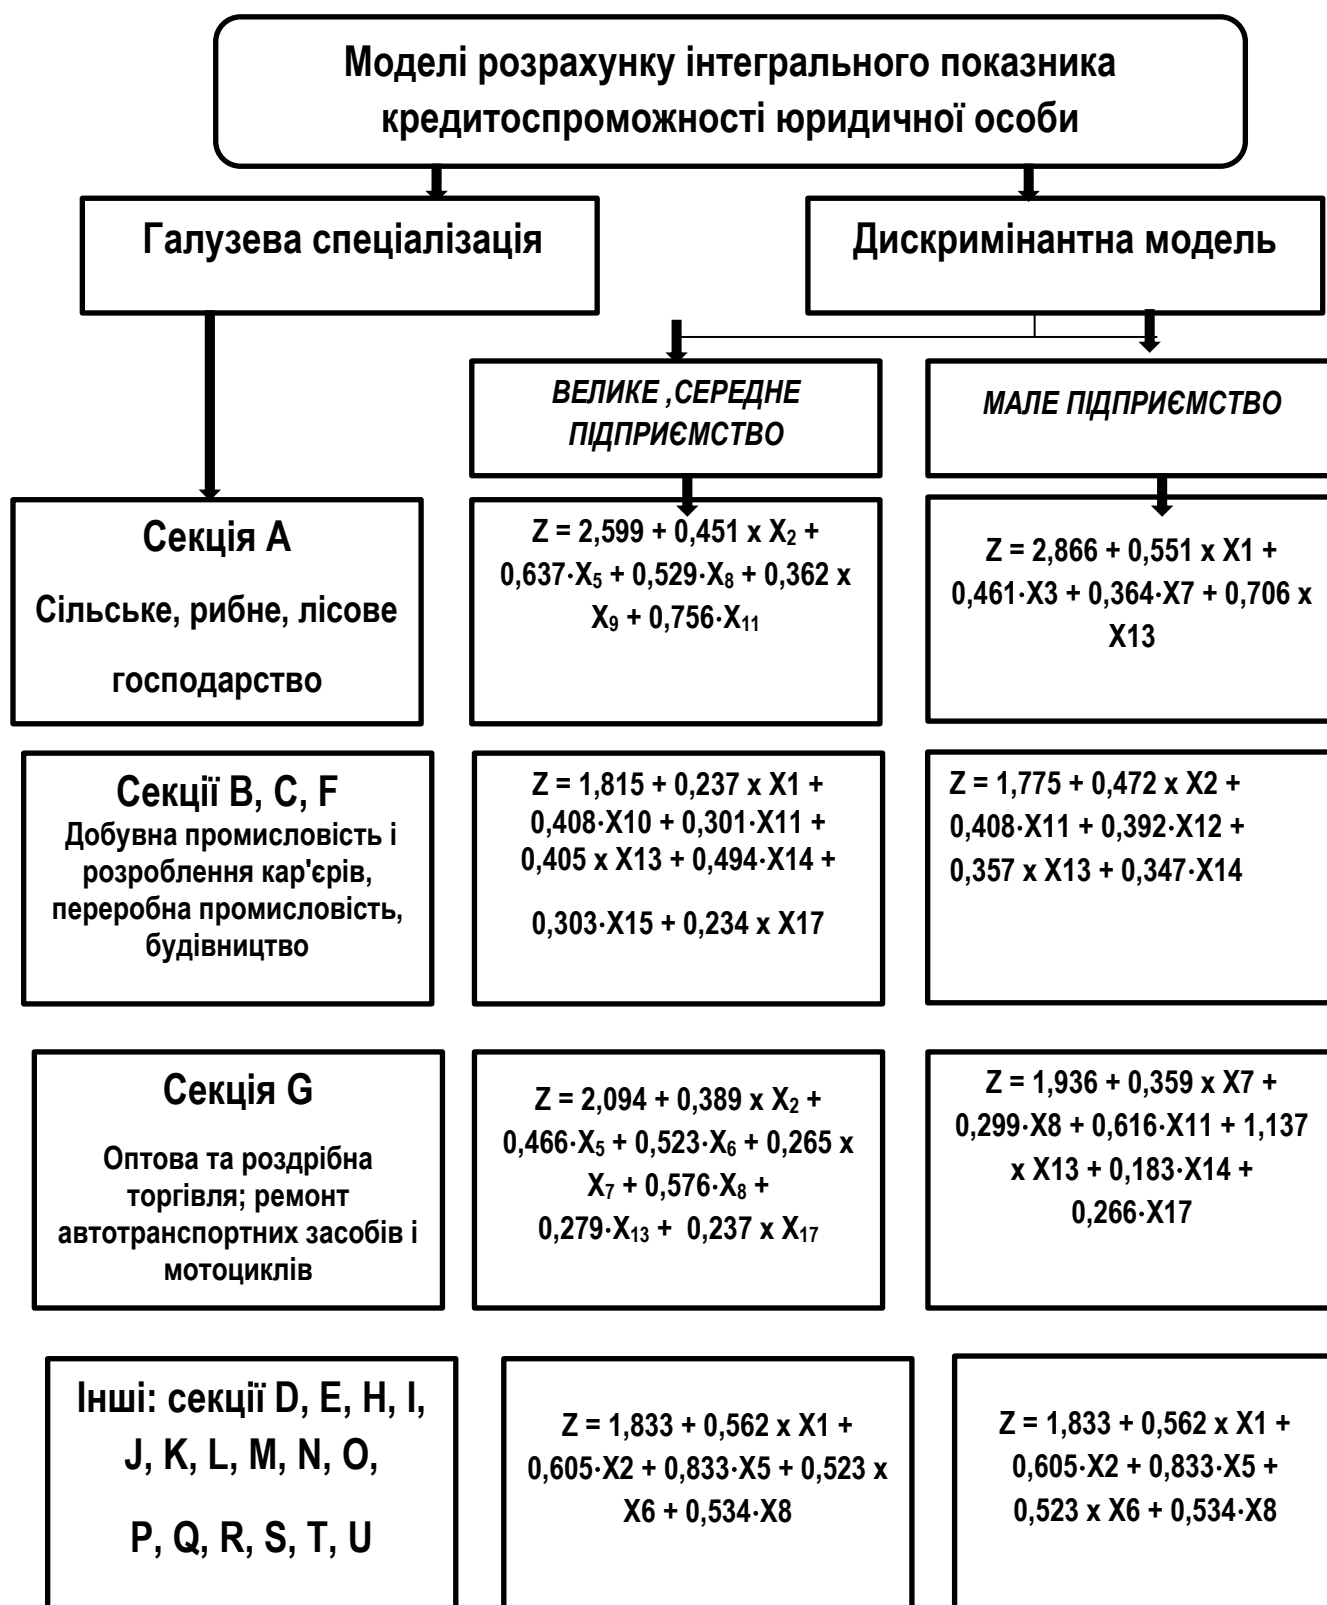 Моделі розрахунку інтегрального показника
кредитоспроможності юридичної особи
Галузева спеціалізація
Дискримінантна модель
ВЕЛИКЕ ,СЕРЕДНЕ
ПІДПРИЄМСТВО
МАЛЕ ПІДПРИЄМСТВО
Секція А
Сільське, рибне, лісове
господарство
Z = 2,599 + 0,451 x X₂ +
0,637·X₅ + 0,529·X₈ + 0,362 x
X₉ + 0,756·X₁₁
Z = 2,866 + 0,551 x X1 +
0,461·X3 + 0,364·X7 + 0,706 x
X13
Секції B, C, F
Добувна промисловість і
розроблення кар'єрів,
переробна промисловість,
будівництво
Z = 1,815 + 0,237 x X1 +
0,408·X10 + 0,301·X11 +
0,405 x X13 + 0,494·X14 +
0,303·X15 + 0,234 x X17
Z = 1,775 + 0,472 x X2 +
0,408·X11 + 0,392·X12 +
0,357 x X13 + 0,347·X14
Секція G
Оптова та роздрібна
торгівля; ремонт
автотранспортних засобів і
мотоциклів
Z = 2,094 + 0,389 x X₂ +
0,466·X₅ + 0,523·X₆ + 0,265 x
X₇ + 0,576·X₈ +
0,279·X₁₃ + 0,237 x X₁₇
Z = 1,936 + 0,359 x X7 +
0,299·X8 + 0,616·X11 + 1,137
x X13 + 0,183·X14 +
0,266·X17
Інші: секції D, E, H, I,
J, K, L, M, N, O,
P, Q, R, S, T, U
Z = 1,833 + 0,562 x X1 +
0,605·X2 + 0,833·X5 + 0,523 x
X6 + 0,534·X8
Z = 1,833 + 0,562 x X1 +
0,605·X2 + 0,833·X5 +
0,523 x X6 + 0,534·X8